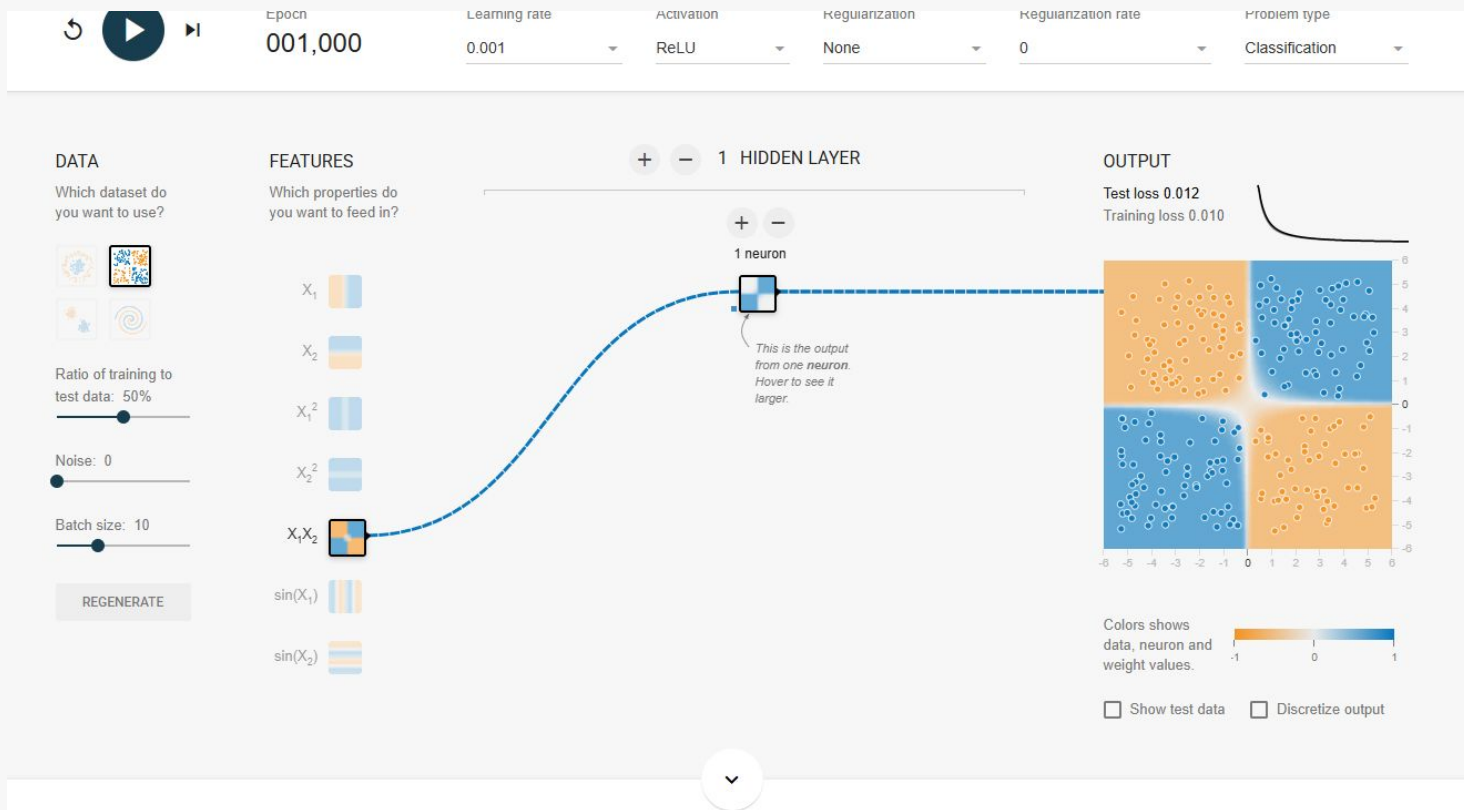 Epoch
Learning rate
Activation
Regularization
Regularization rate
Problem type
001,000
0.001
ReLU
None
0
Classification
DATA
Which dataset do
you want to use?
Ratio of training to
test data: 50%
Noise: 0
Batch size: 10
REGENERATE
FEATURES
Which properties do
you want to feed in?
X₁
X₂
X₁²
X₂²
X₁X₂
sin(X₁)
sin(X₂)
+ − 1 HIDDEN LAYER
+ −
1 neuron
This is the output
from one neuron.
Hover to see it
larger.
OUTPUT
Test loss 0.012
Training loss 0.010
6
5
4
3
2
1
0
-1
-2
-3
-4
-5
-6
-6 -5 -4 -3 -2 -1 0 1 2 3 4 5 6
Colors shows
data, neuron and
weight values.
-1 0 1
Show test data
Discretize output